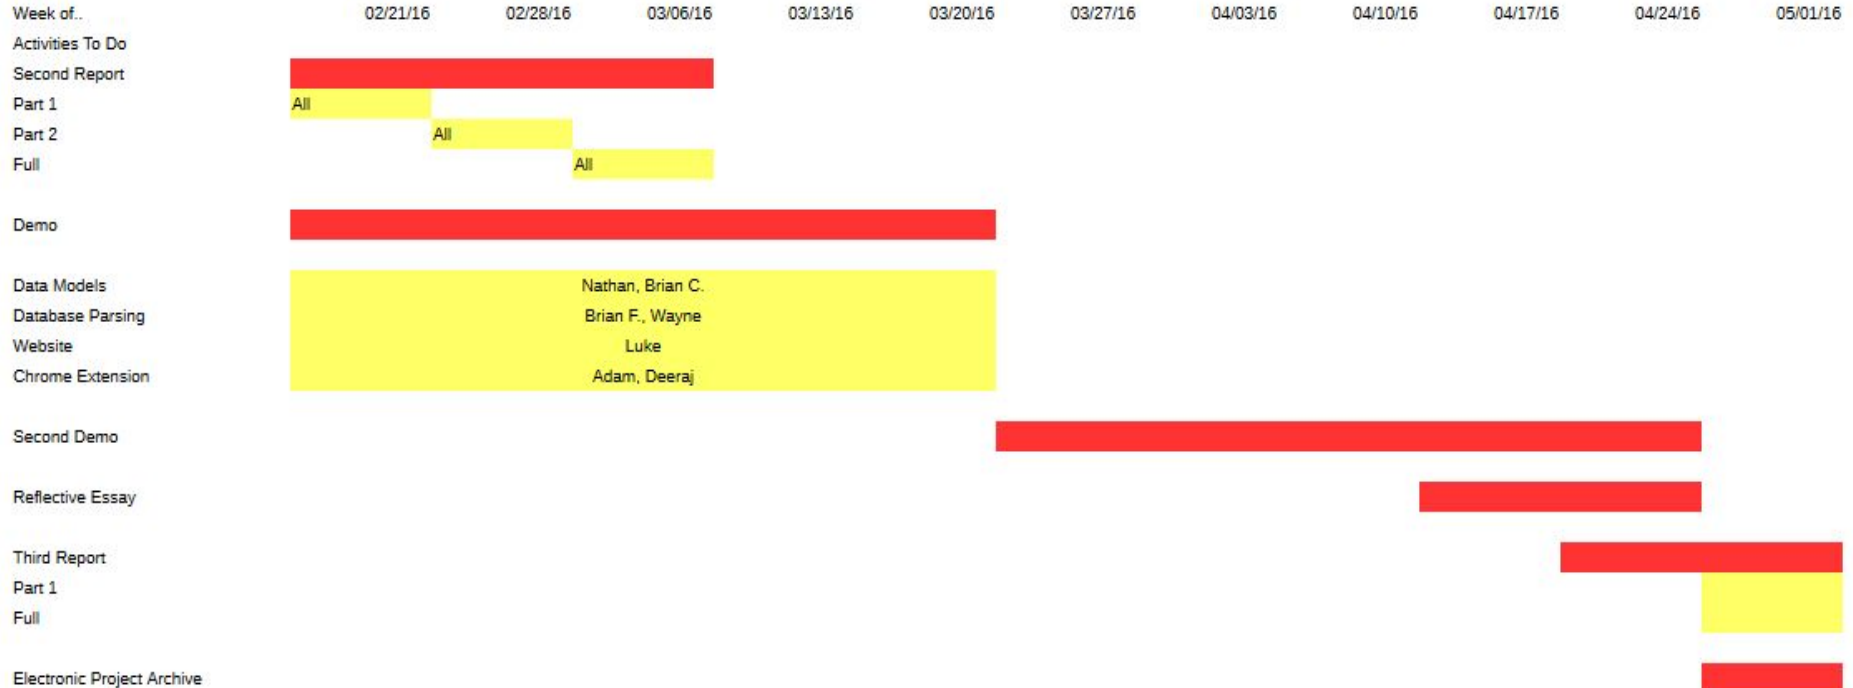 Week of.. 02/21/16 02/28/16 03/06/16 03/13/16 03/20/16 03/27/16 04/03/16 04/10/16 04/17/16 04/24/16 05/01/16
Activities To Do
Second Report
Part 1 All
Part 2 All
Full All
Demo
Data Models Nathan, Brian C.
Database Parsing Brian F., Wayne
Website Luke
Chrome Extension Adam, Deeraj
Second Demo
Reflective Essay
Third Report
Part 1
Full
Electronic Project Archive